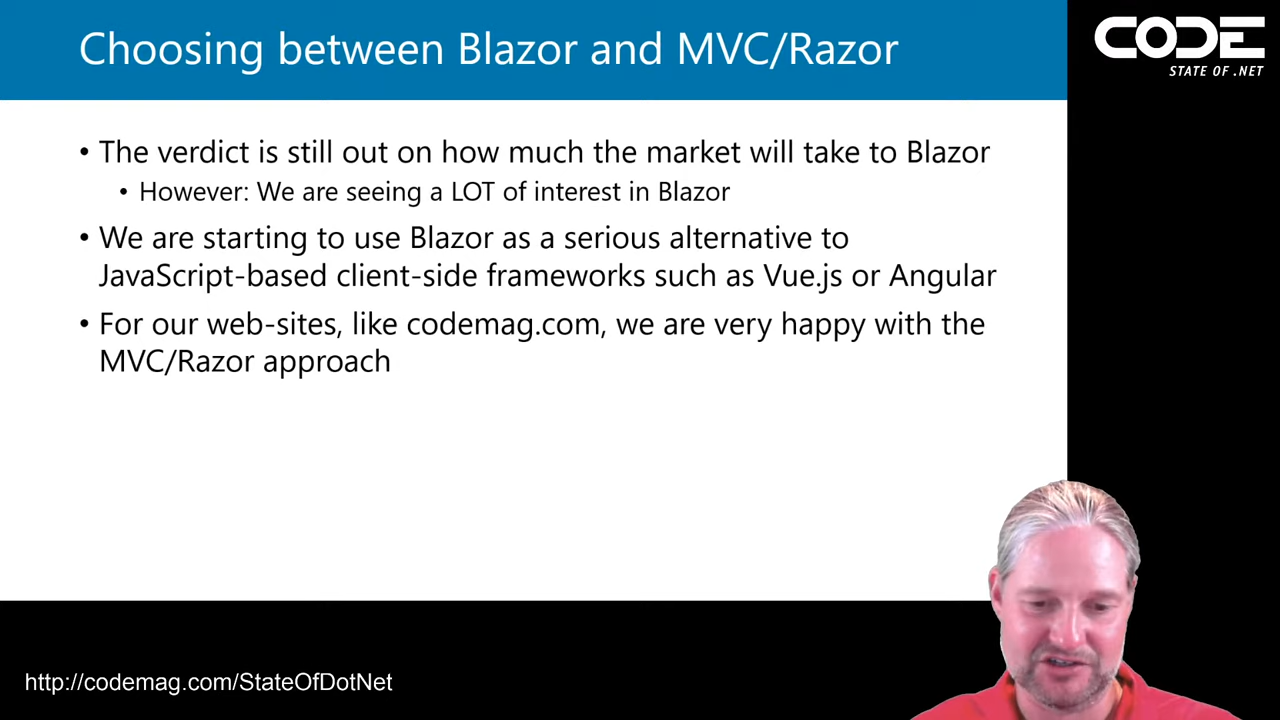 Choosing between Blazor and MVC/Razor
CODE
STATE OF .NET
• The verdict is still out on how much the market will take to Blazor
• However: We are seeing a LOT of interest in Blazor
• We are starting to use Blazor as a serious alternative to
JavaScript-based client-side frameworks such as Vue.js or Angular
• For our web-sites, like codemag.com, we are very happy with the
MVC/Razor approach
http://codemag.com/StateOfDotNet